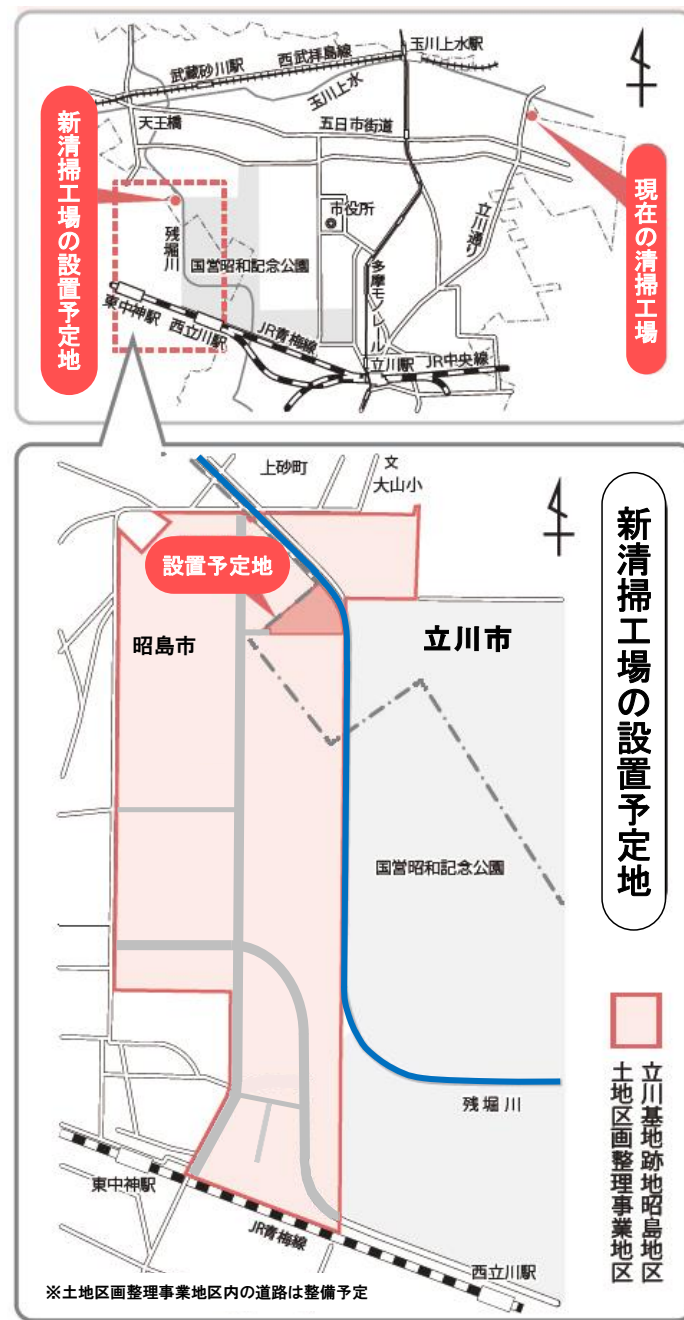 玉川上水駅
西武拝島線
武蔵砂川駅
玉川上水
天王橋
五日市街道
新清掃工場の設置予定地
現在の清掃工場
市役所
立川通り
残堀川
国営昭和記念公園
多摩モノレール
東中神駅
西立川駅
JR青梅線
立川駅
JR中央線
新清掃工場の設置予定地
上砂町
文
大山小
設置予定地
昭島市
立川市
国営昭和記念公園
残堀川
立川基地跡地昭島地区
土地区画整理事業地区
東中神駅
JR青梅線
西立川駅
※土地区画整理事業地区内の道路は整備予定